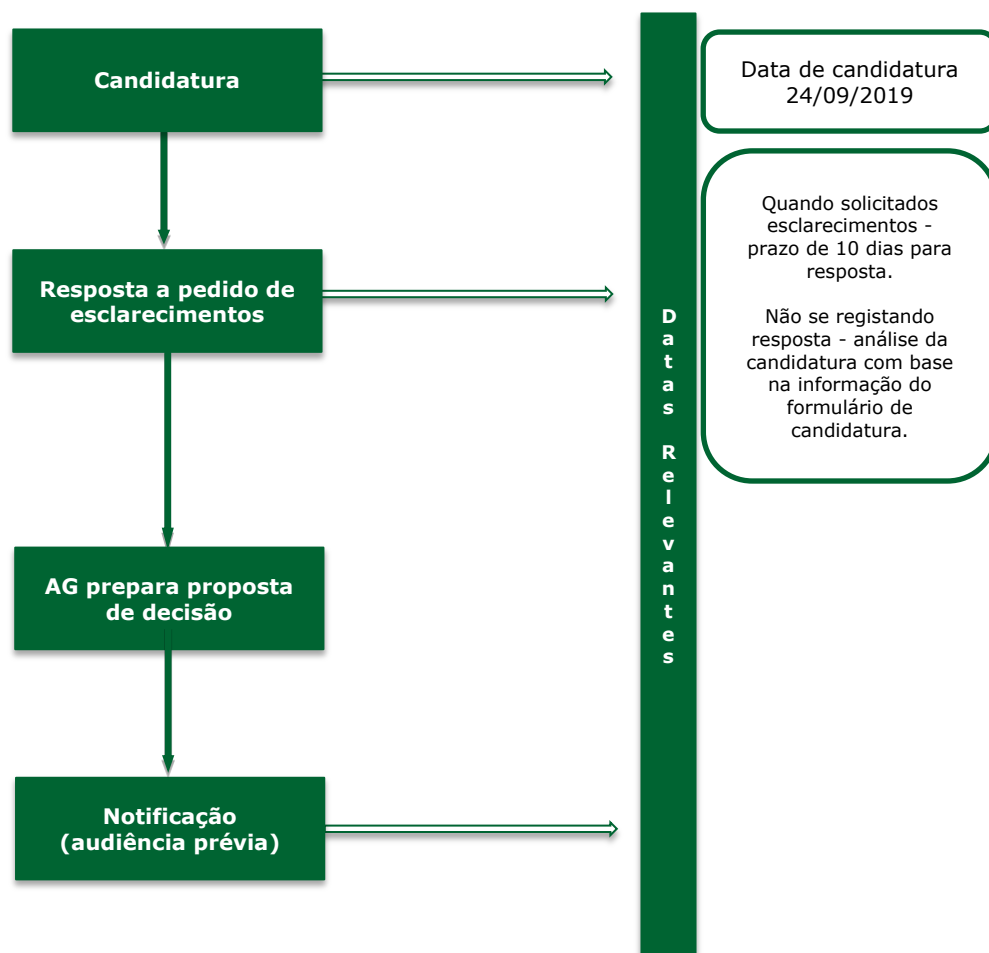 Candidatura
Data de candidatura
24/09/2019
Resposta a pedido de
esclarecimentos
Quando solicitados
esclarecimentos -
prazo de 10 dias para
resposta.
Não se registando
resposta - análise da
candidatura com base
na informação do
formulário de
candidatura.
AG prepara proposta
de decisão
Notificação
(audiência prévia)
Datas Relevantes